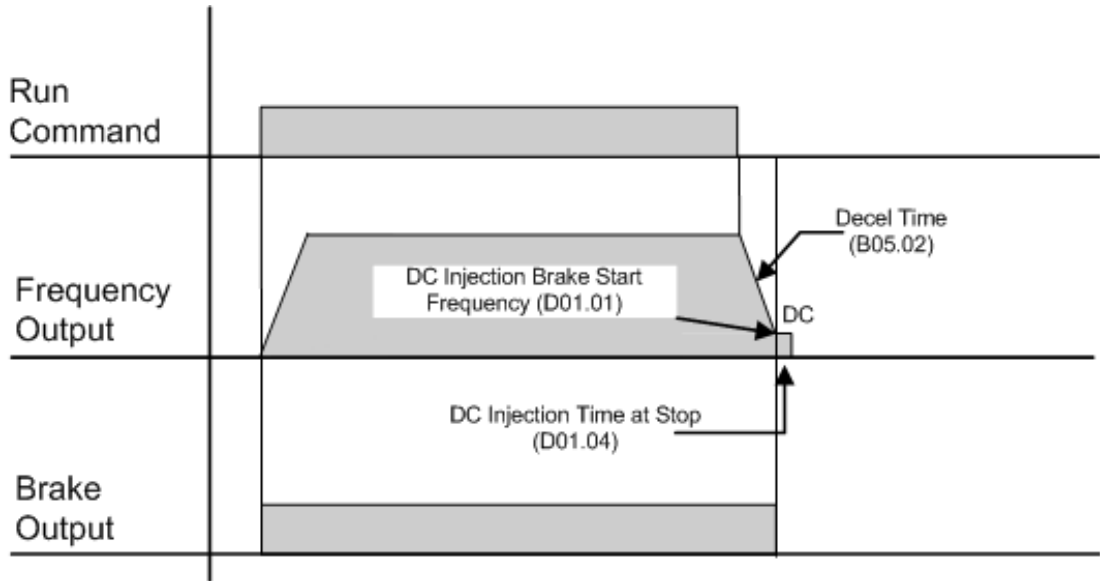 Run
Command
Decel Time
(B05.02)
DC Injection Brake Start
Frequency (D01.01)
Frequency
Output
DC
DC Injection Time at Stop
(D01.04)
Brake
Output